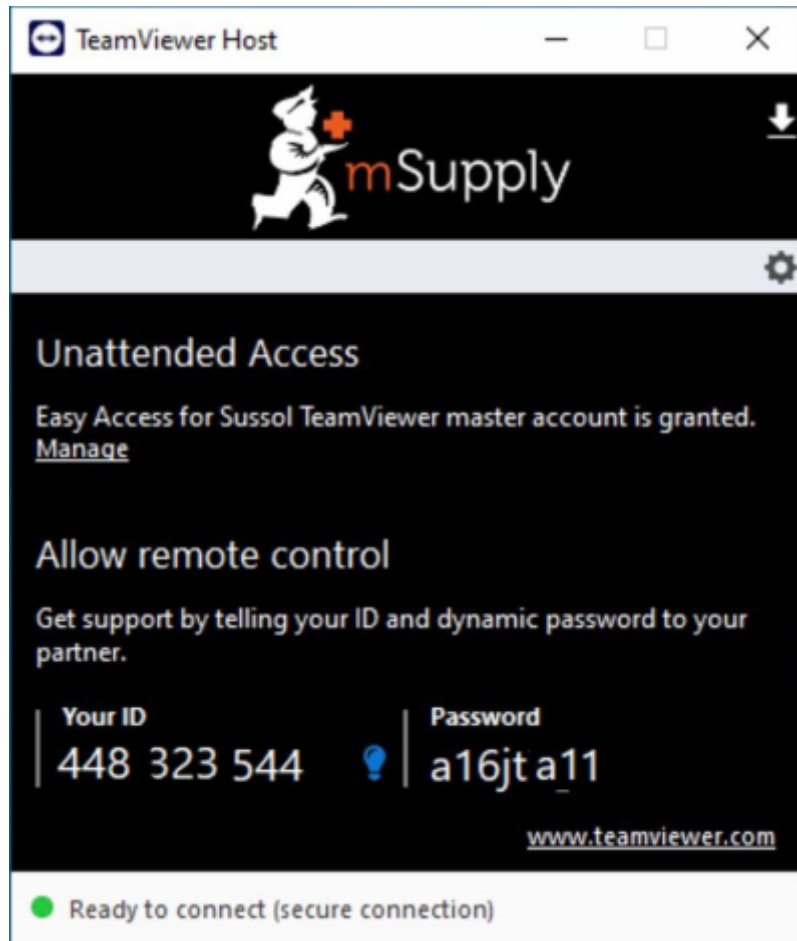 TeamViewer Host
mSupply
Unattended Access
Easy Access for Sussol TeamViewer master account is granted.
Manage
Allow remote control
Get support by telling your ID and dynamic password to your
partner.
Your ID
Password
448 323 544
a16jt a11
www.teamviewer.com
Ready to connect (secure connection)